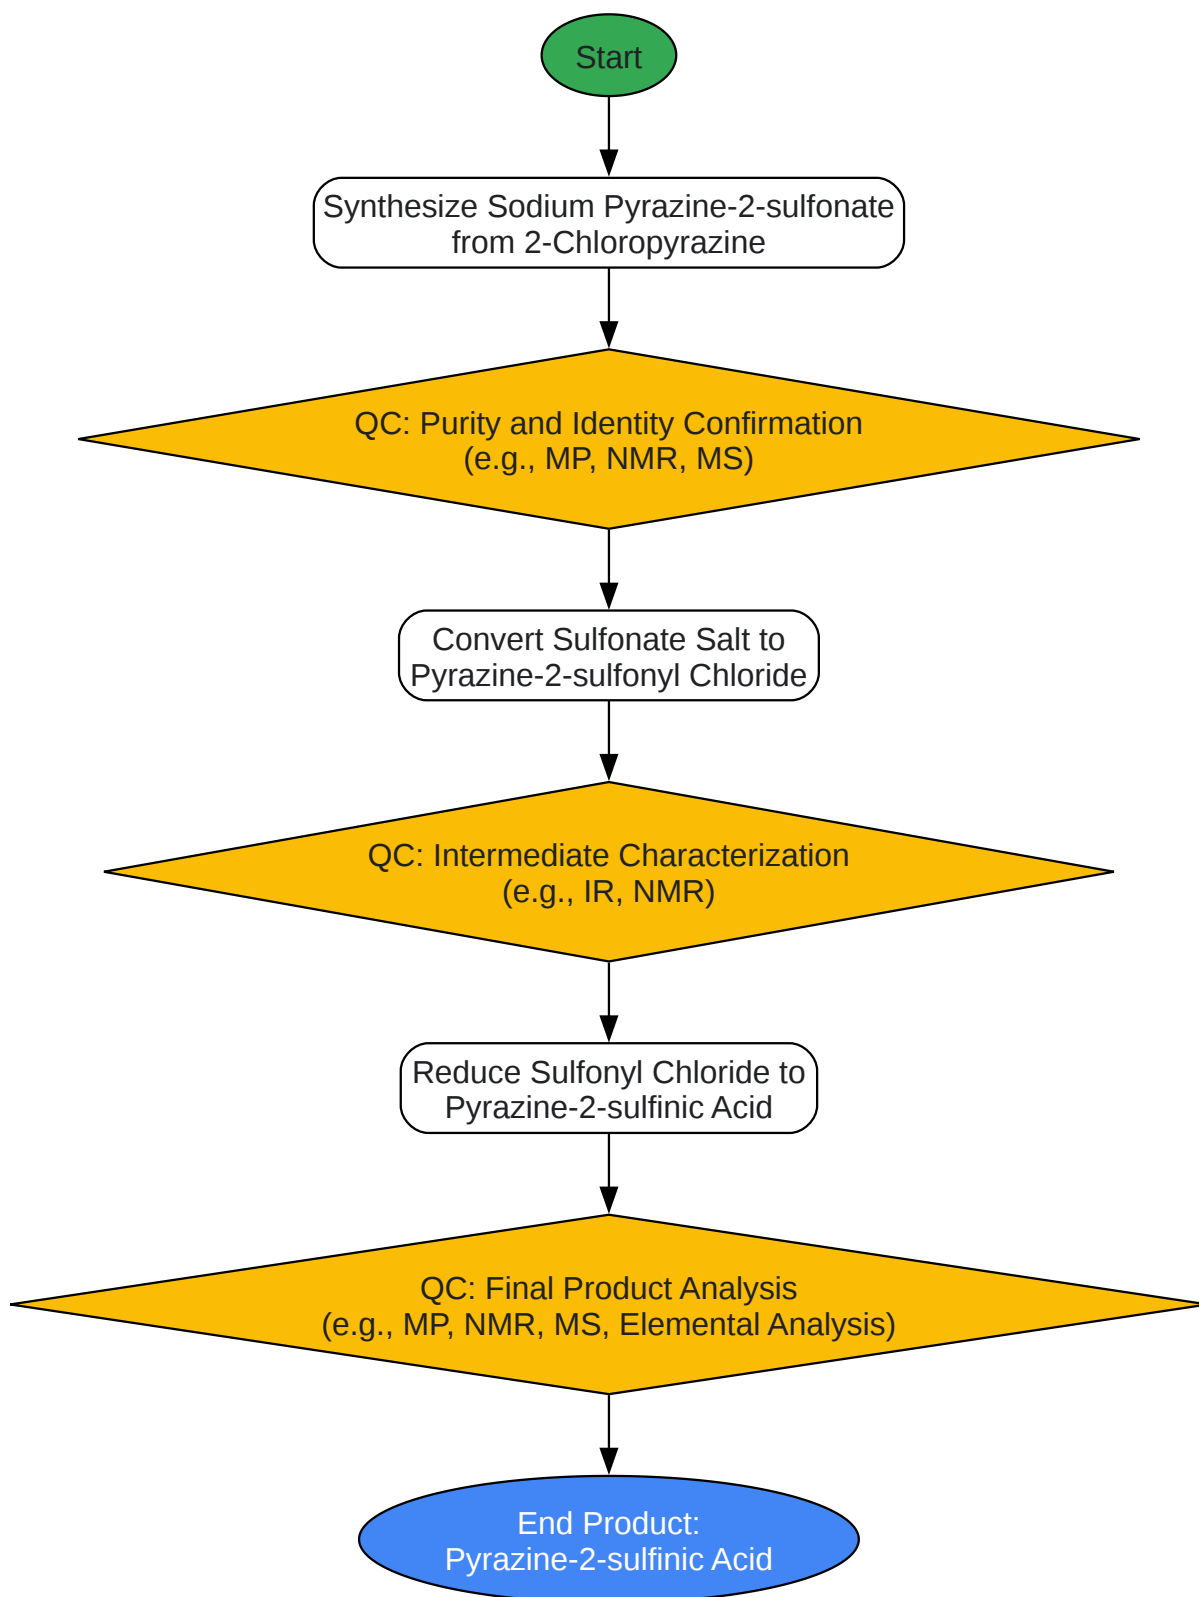 Start
Synthesize Sodium Pyrazine-2-sulfonate
from 2-Chloropyrazine
QC: Purity and Identity Confirmation
(e.g., MP, NMR, MS)
Convert Sulfonate Salt to
Pyrazine-2-sulfonyl Chloride
QC: Intermediate Characterization
(e.g., IR, NMR)
Reduce Sulfonyl Chloride to
Pyrazine-2-sulfinic Acid
QC: Final Product Analysis
(e.g., MP, NMR, MS, Elemental Analysis)
End Product:
Pyrazine-2-sulfinic Acid